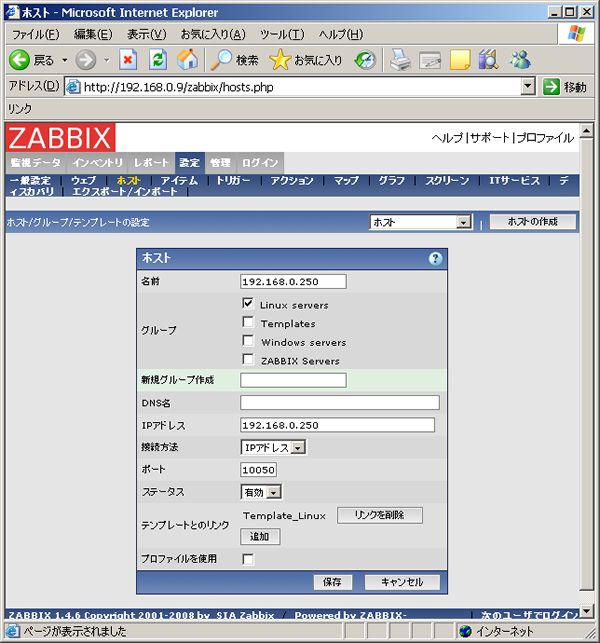 ホスト - Microsoft Internet Explorer
ファイル(F) 編集(E) 表示(V) お気に入り(A) ツール(T) ヘルプ(H)
戻る 検索 お気に入り
アドレス(D) http://192.168.0.9/zabbix/hosts.php 移動
リンク
ZABBIX ヘルプ|サポート|プロファイル
監視データ インベントリ レポート 設定 管理 ログイン
一般設定 | ウェブ | ホスト | アイテム | トリガー | アクション | マップ | グラフ | スクリーン | ITサービス | デ
ィスカバリ | エクスポート/インポート |
ホスト/グループ/テンプレートの設定 ホスト | ホストの作成
ホスト ?
名前 192.168.0.250
グループ
Linux servers
Templates
Windows servers
ZABBIX Servers
新規グループ作成
DNS名
IPアドレス 192.168.0.250
接続方法 IPアドレス
ポート 10050
ステータス 有効
テンプレートとのリンク Template_Linux リンクを削除
追加
プロファイルを使用
保存 キャンセル
ZABBIX 1.4.6 Copyright 2001-2008 by SIA Zabbix / Powered by ZABBIX- 次のユーザでログイン
ページが表示されました インターネット